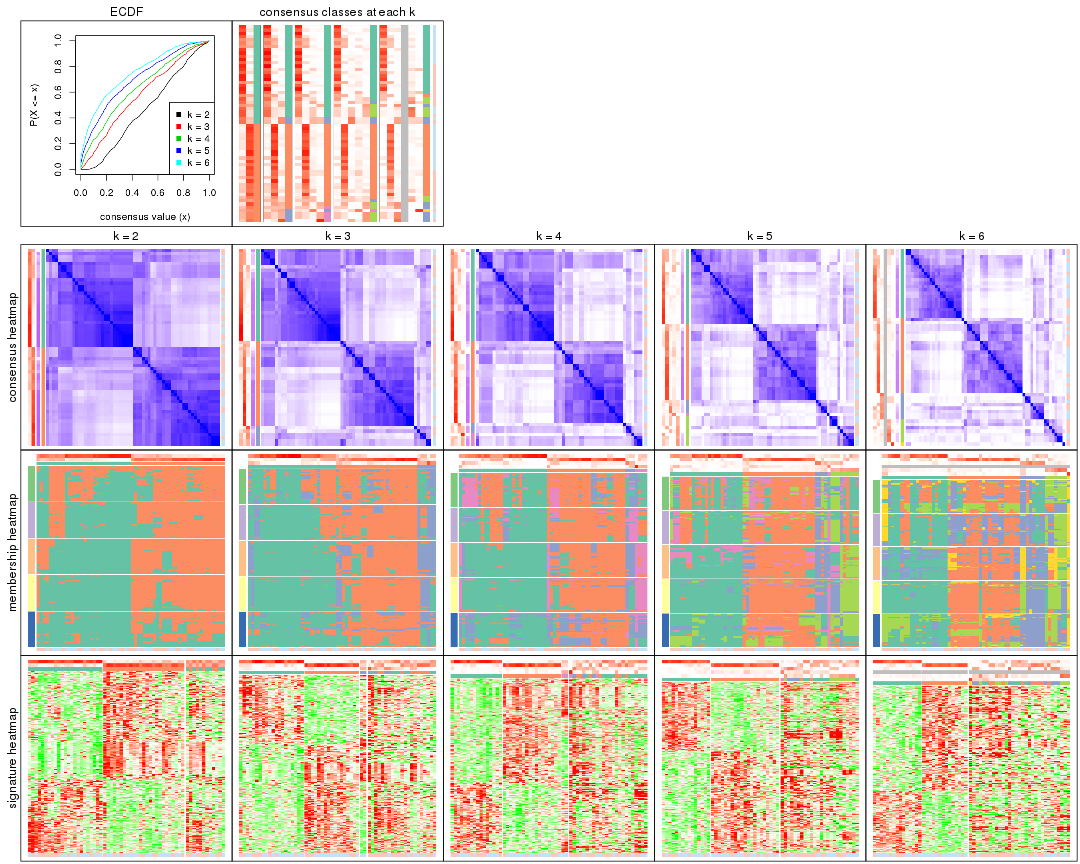 ECDF
consensus classes at each k
P(X <= x)
0.0 0.2 0.4 0.6 0.8 1.0
k = 2
k = 3
k = 4
k = 5
k = 6
0.0 0.2 0.4 0.6 0.8 1.0
consensus value (x)
k = 2 k = 3 k = 4 k = 5 k = 6
consensus heatmap
membership heatmap
signature heatmap